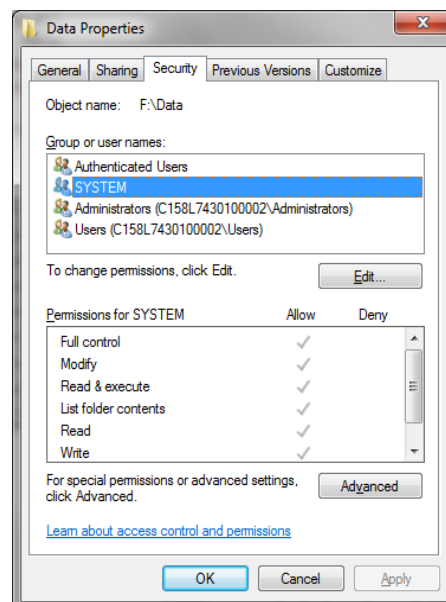 Data Properties
General Sharing Security Previous Versions Customize
Object name: F:\Data
Group or user names:
Authenticated Users
SYSTEM
Administrators (C158L7430100002\Administrators)
Users (C158L7430100002\Users)
To change permissions, click Edit.
Edit...
Permissions for SYSTEM Allow Deny
Full control
Modify
Read & execute
List folder contents
Read
Write
For special permissions or advanced settings,
click Advanced.
Advanced
Learn about access control and permissions
OK Cancel Apply